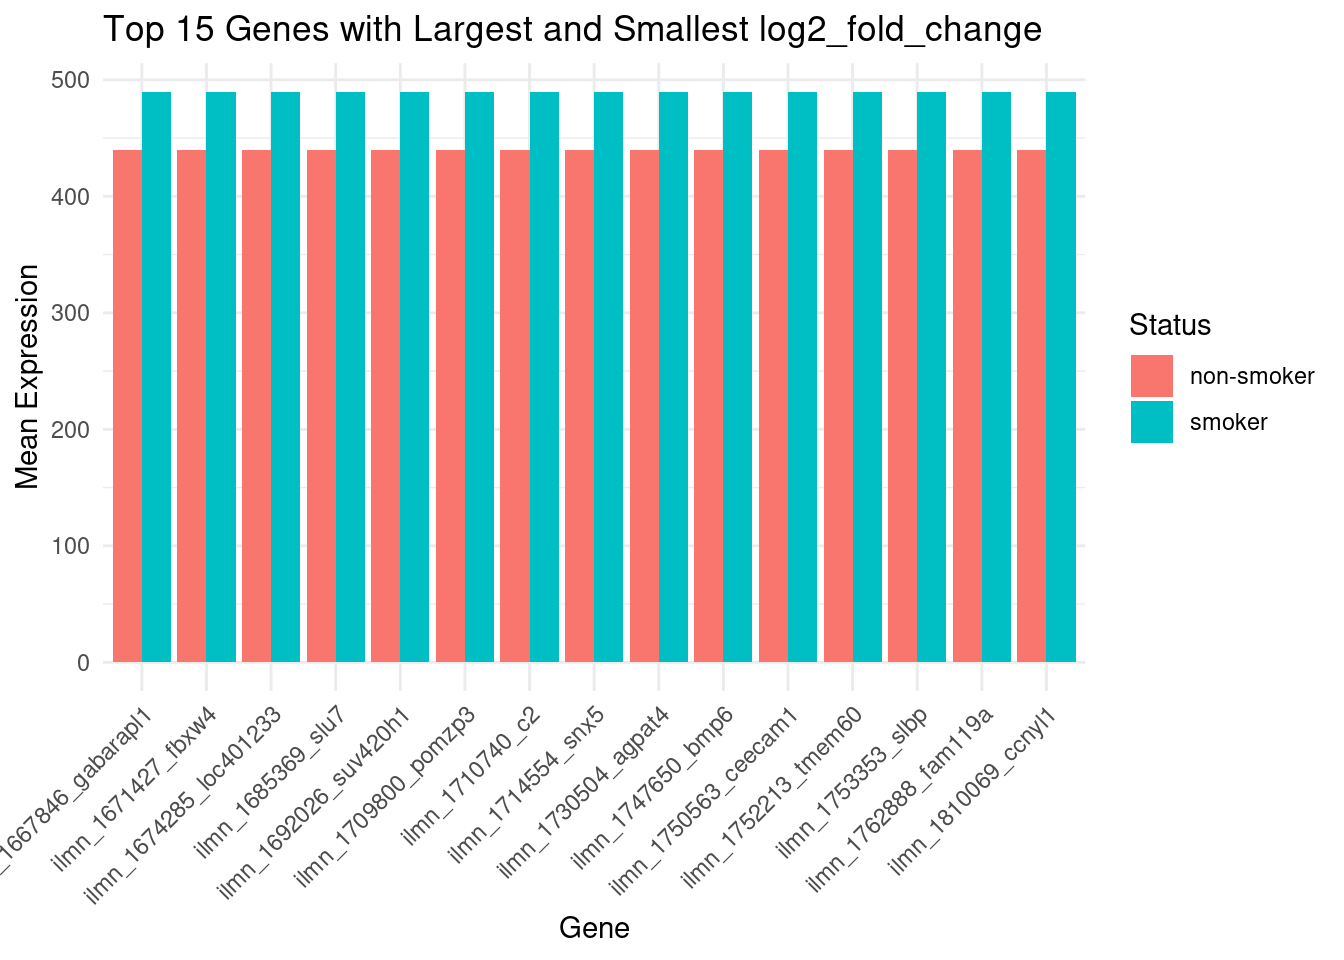 Top 15 Genes with Largest and Smallest log2_fold_change
500
400
300
200
100
0
Mean Expression
_1667846_gabarapl1
ilmn_1671427_fbxw4
ilmn_1674285_loc401233
ilmn_1685369_slu7
ilmn_1692026_suv420h1
ilmn_1709800_pomzp3
ilmn_1710740_c2
ilmn_1714554_snx5
ilmn_1730504_agpat4
ilmn_1747650_bmp6
ilmn_1750563_ceecam1
ilmn_1752213_tmem60
ilmn_1753353_slbp
ilmn_1762888_fam119a
ilmn_1810069_ccnyl1
Gene
Status
non-smoker
smoker